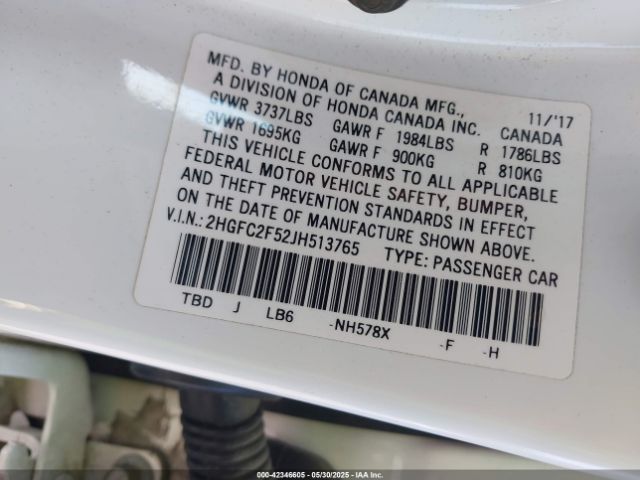 MFD. BY HONDA OF CANADA MFG., 11/'17
A DIVISION OF HONDA CANADA INC. CANADA
GVWR 3737LBS GAWR F 1984LBS R 1786LBS
GVWR 1695KG GAWR F 900KG R 810KG
THIS VEHICLE CONFORMS TO ALL APPLICABLE
FEDERAL MOTOR VEHICLE SAFETY, BUMPER,
AND THEFT PREVENTION STANDARDS IN EFFECT
ON THE DATE OF MANUFACTURE SHOWN ABOVE.
V.I.N.: 2HGFC2F52JH513765 TYPE: PASSENGER CAR
TBD J LB6 -NH578X -F -H
000-42346605 - 05/30/2025 - IAA Inc.